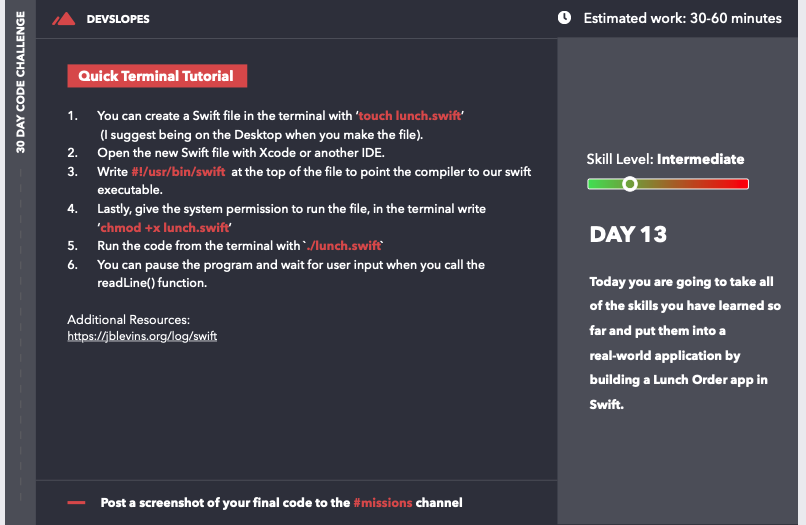 30 DAY CODE CHALLENGE
DEVSLOPES
Estimated work: 30-60 minutes
Quick Terminal Tutorial
1. You can create a Swift file in the terminal with ‘touch lunch.swift’
(I suggest being on the Desktop when you make the file).
2. Open the new Swift file with Xcode or another IDE.
3. Write #!/usr/bin/swift at the top of the file to point the compiler to our swift
executable.
4. Lastly, give the system permission to run the file, in the terminal write
‘chmod +x lunch.swift’
5. Run the code from the terminal with `./lunch.swift`
6. You can pause the program and wait for user input when you call the
readLine() function.
Additional Resources:
https://jblevins.org/log/swift
Skill Level: Intermediate
DAY 13
Today you are going to take all
of the skills you have learned so
far and put them into a
real-world application by
building a Lunch Order app in
Swift.
Post a screenshot of your final code to the #missions channel